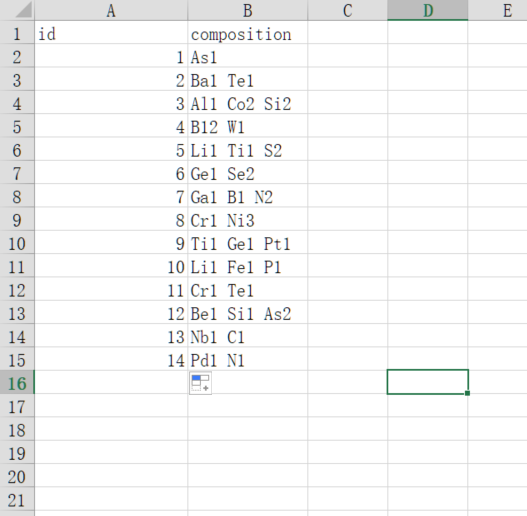 A B C D E
1 id composition
2 1 As1
3 2 Ba1 Te1
4 3 Al1 Co2 Si2
5 4 B12 W1
6 5 Li1 Ti1 S2
7 6 Ge1 Se2
8 7 Ga1 B1 N2
9 8 Cr1 Ni3
10 9 Ti1 Ge1 Pt1
11 10 Li1 Fe1 P1
12 11 Cr1 Te1
13 12 Be1 Si1 As2
14 13 Nb1 C1
15 14 Pd1 N1
16
17
18
19
20
21